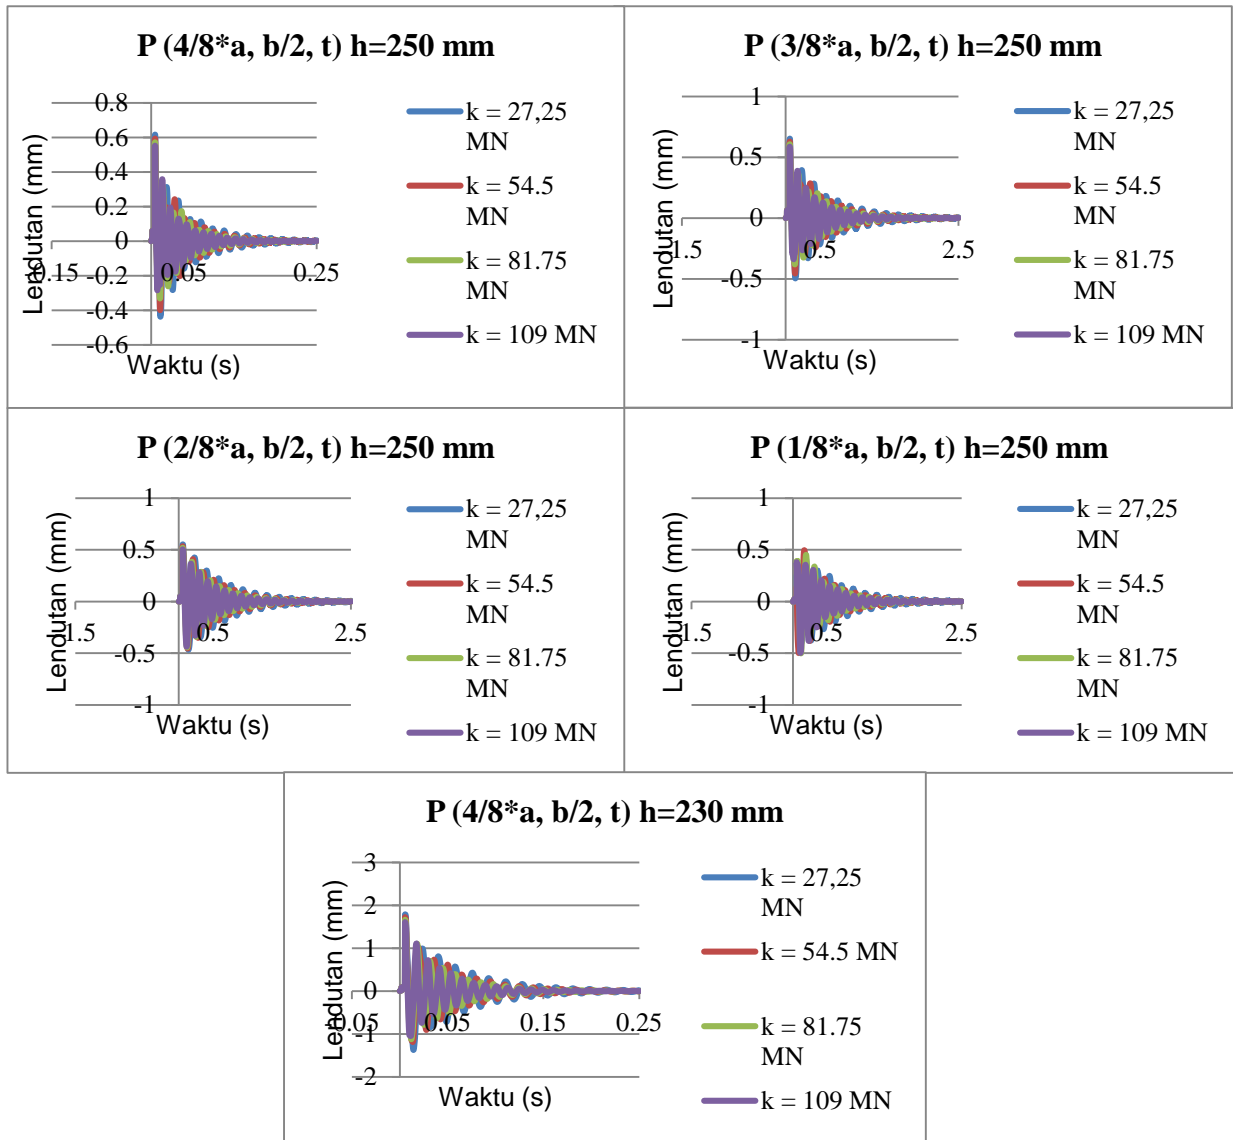 P (4/8*a, b/2, t) h=250 mm
0.8
0.6
0.4
0.2
0
-0.2
-0.4
-0.6
-0.15
0.05
0.25
Lendutan (mm)
Waktu (s)
k = 27,25
MN
k = 54.5
MN
k = 81.75
MN
k = 109 MN
P (3/8*a, b/2, t) h=250 mm
1
0.5
0
-0.5
-1
-1.5
0.5
2.5
Lendutan (mm)
Waktu (s)
k = 27,25
MN
k = 54.5
MN
k = 81.75
MN
k = 109 MN
P (2/8*a, b/2, t) h=250 mm
1
0.5
0
-0.5
-1
-1.5
0.5
2.5
Lendutan (mm)
Waktu (s)
k = 27,25
MN
k = 54.5
MN
k = 81.75
MN
k = 109 MN
P (1/8*a, b/2, t) h=250 mm
1
0.5
0
-0.5
-1
-1.5
0.5
2.5
Lendutan (mm)
Waktu (s)
k = 27,25
MN
k = 54.5
MN
k = 81.75
MN
k = 109 MN
P (4/8*a, b/2, t) h=230 mm
3
2
1
0
-1
-2
-0.05
0.05
0.15
0.25
Lendutan (mm)
Waktu (s)
k = 27,25
MN
k = 54.5 MN
k = 81.75
MN
k = 109 MN